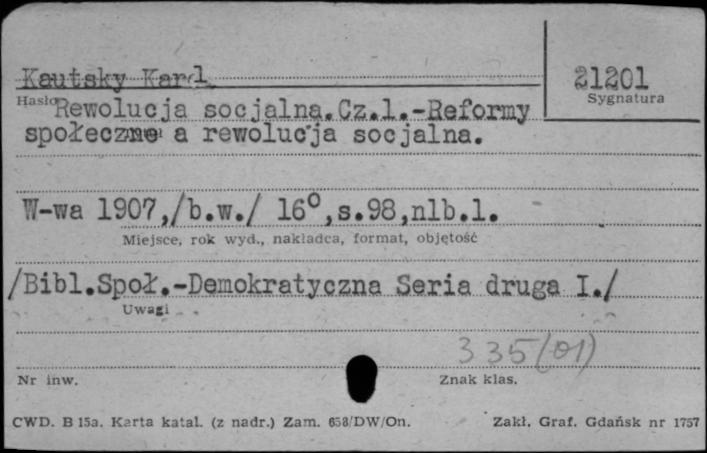 Kautsky Karl
21201
Hasło
Sygnatura
Rewolucja socjalna.Cz.1.-Reformy
społeczne a rewolucja socjalna.
W-wa 1907,/b.w./ 16°,s.98,nlb.1.
Miejsce, rok wyd., nakładca, format, objętość
/Bibl.Społ.-Demokratyczna Seria druga I./
Uwagi
335(01)
Nr inw.
Znak klas.
CWD. B 15a. Karta katal. (z nadr.) Zam. 658/DW/On.
Zakł. Graf. Gdańsk nr 1757